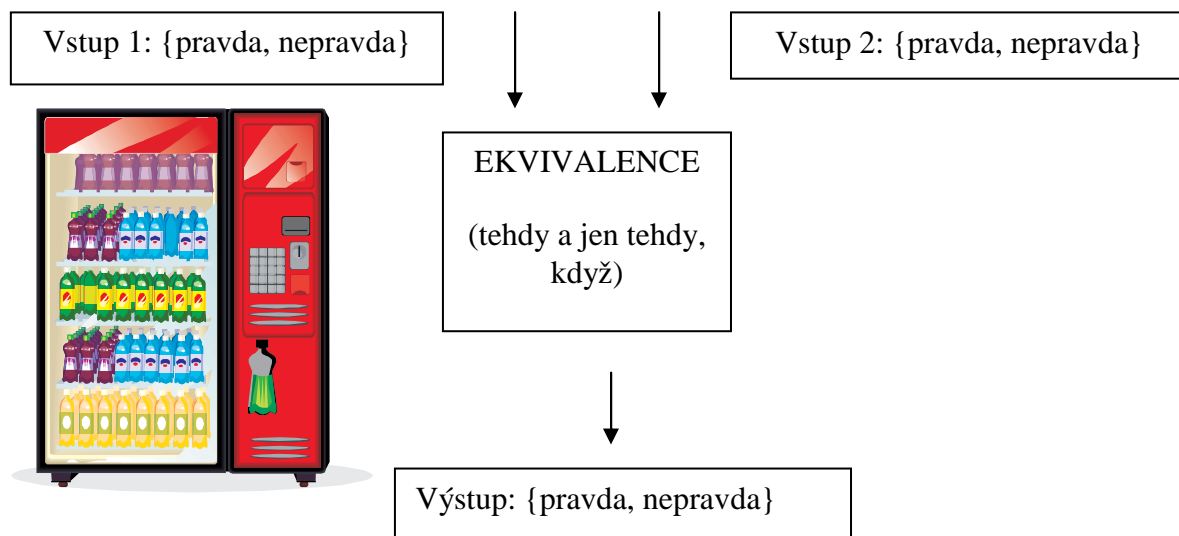 Vstup 1: {pravda, nepravda}
Vstup 2: {pravda, nepravda}
EKVIVALENCE
(tehdy a jen tehdy,
když)
Výstup: {pravda, nepravda}